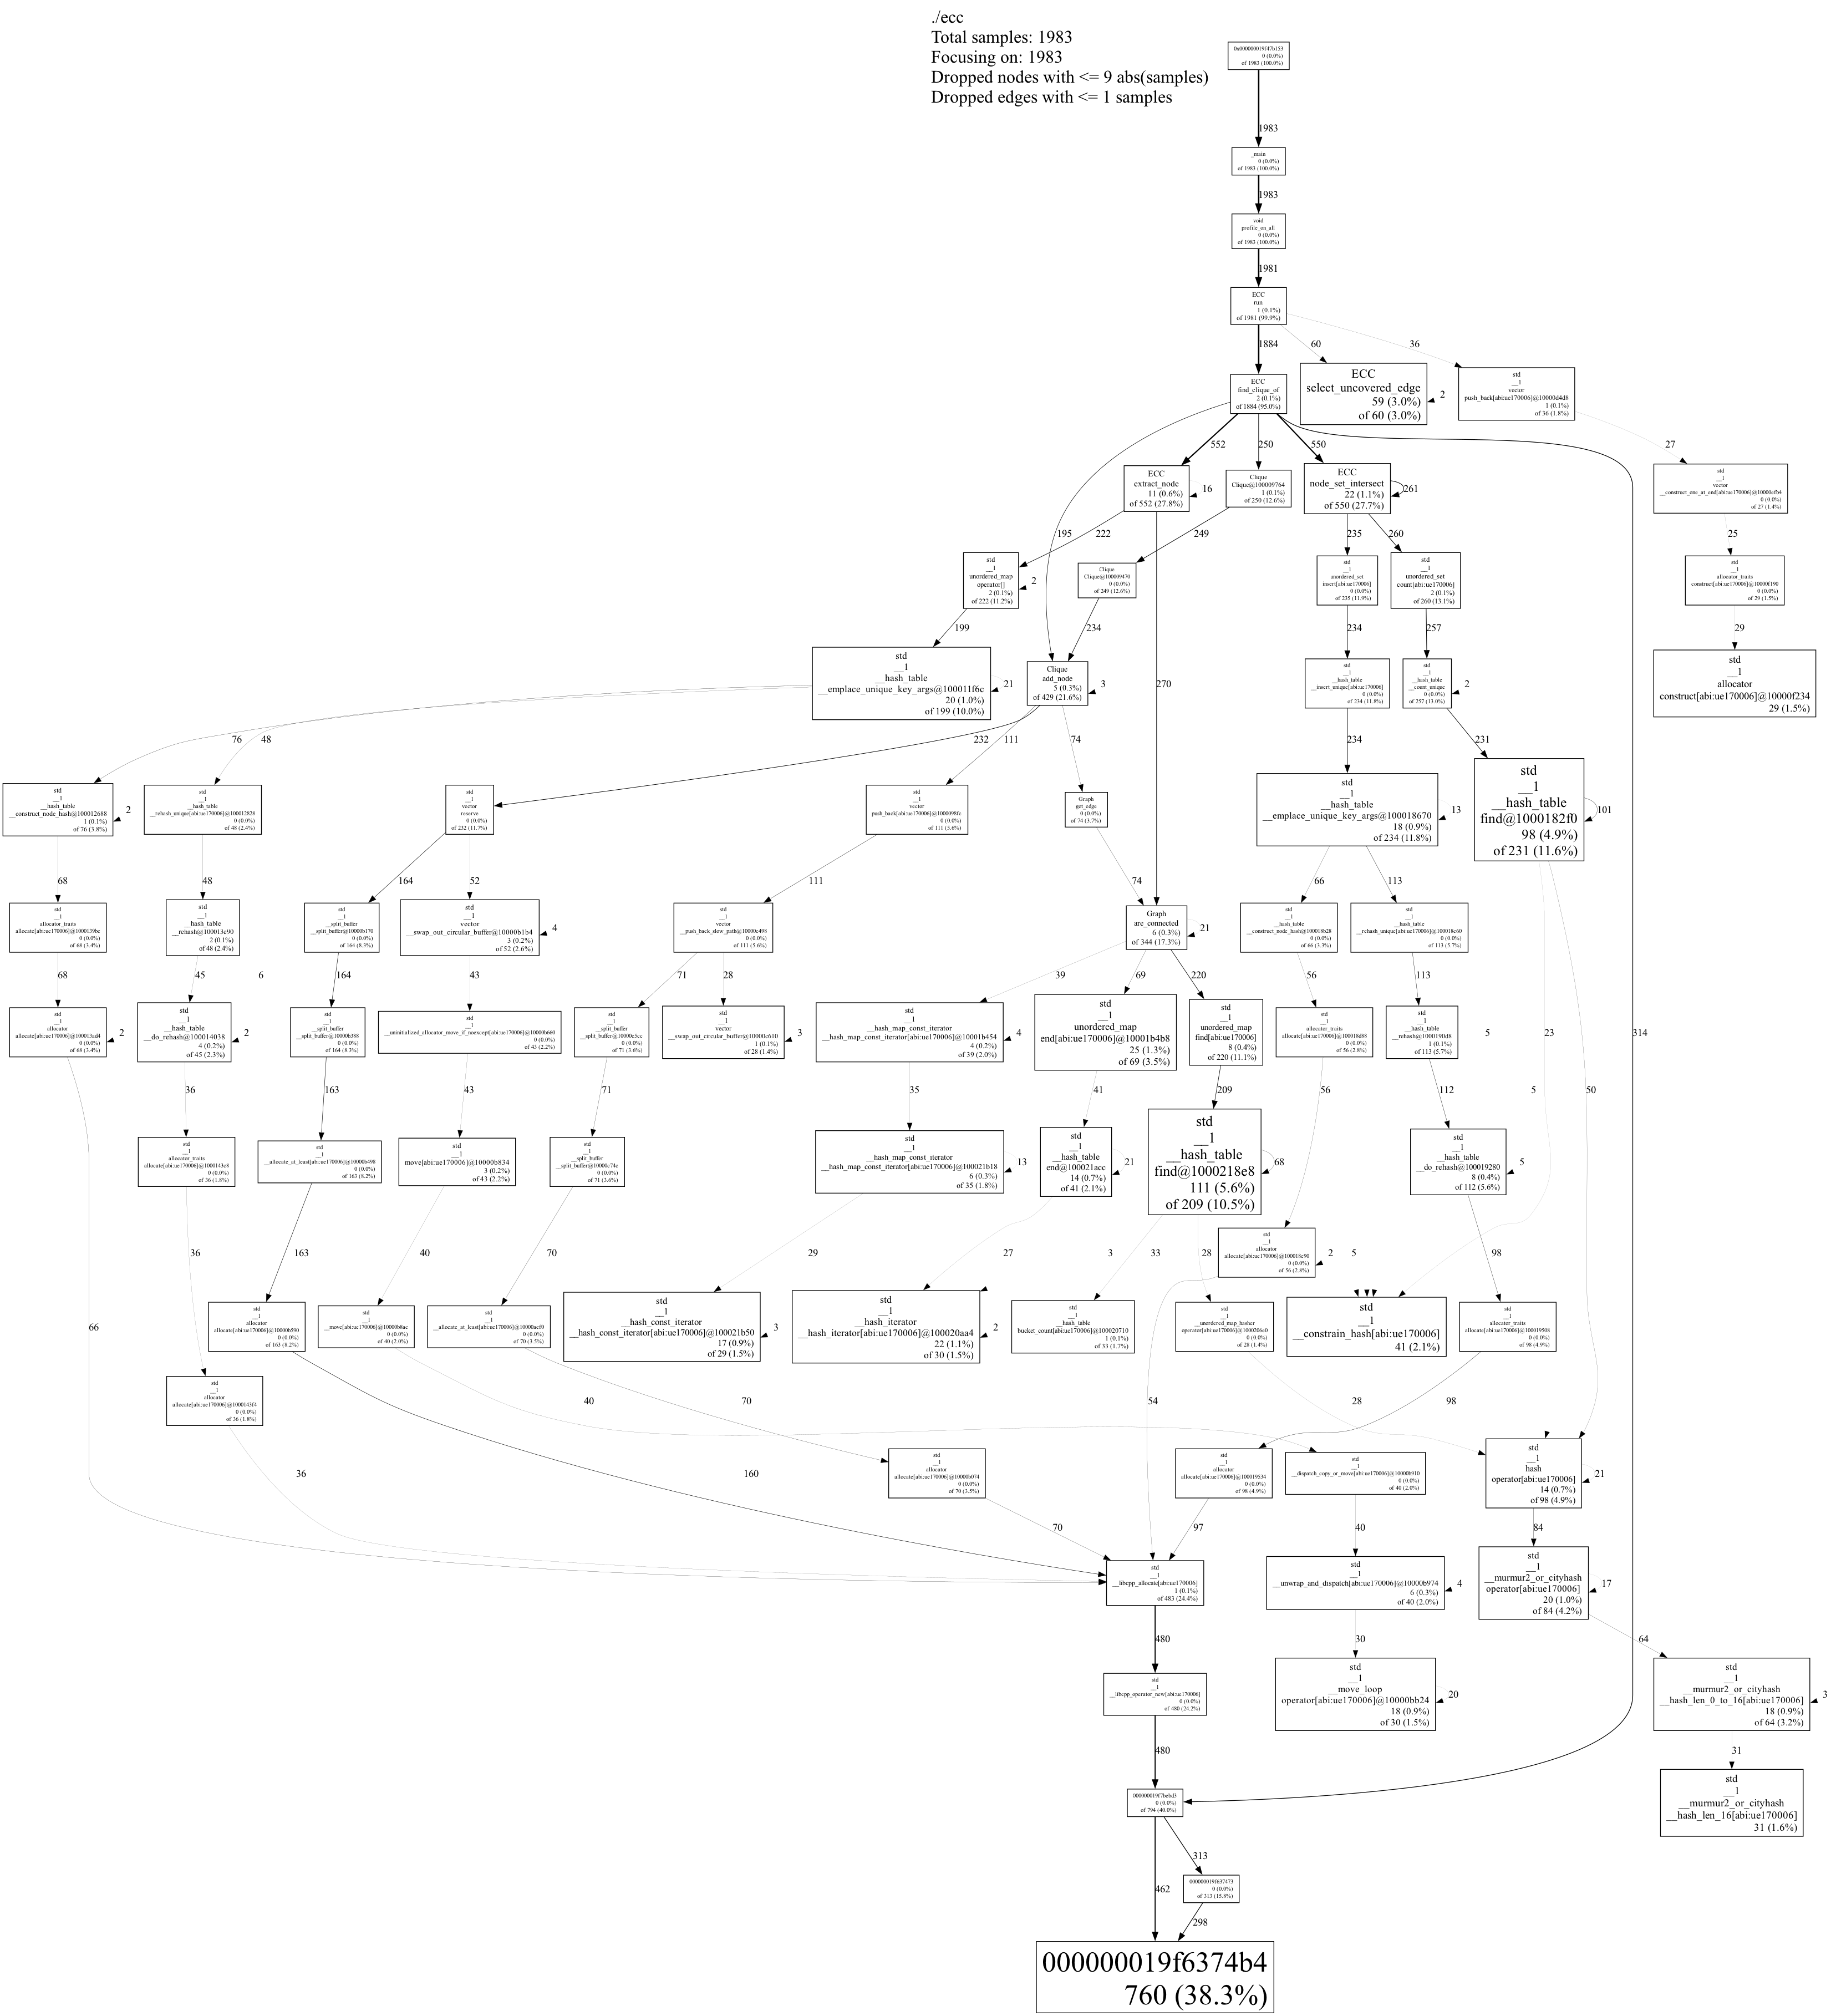 ./ecc
Total samples: 1983
Focusing on: 1983
Dropped nodes with <= 9 abs(samples)
Dropped edges with <= 1 samples
0x000000019f47b153
0 (0.0%)
of 1983 (100.0%)
1983
_main
0 (0.0%)
of 1983 (100.0%)
1983
void
profile_on_all
0 (0.0%)
of 1983 (100.0%)
1981
ECC
run
1 (0.1%)
of 1981 (99.9%)
1884
60
36
ECC
find_clique_of
2 (0.1%)
of 1884 (95.0%)
ECC
select_uncovered_edge
59 (3.0%)
of 60 (3.0%)
2
std
__1
vector
push_back[abi:ue170006]@10000d4d8
1 (0.1%)
of 36 (1.8%)
552
250
550
27
ECC
extract_node
11 (0.6%)
of 552 (27.8%)
16
Clique
Clique@100009764
1 (0.1%)
of 250 (12.6%)
ECC
node_set_intersect
22 (1.1%)
of 550 (27.7%)
261
std
__1
vector
__construct_one_at_end[abi:ue170006]@10000efb4
0 (0.0%)
of 27 (1.4%)
195
222
249
235
260
25
std
__1
unordered_map
operator[]
2 (0.1%)
of 222 (11.2%)
2
Clique
Clique@100009470
0 (0.0%)
of 249 (12.6%)
std
__1
unordered_set
insert[abi:ue170006]
0 (0.0%)
of 235 (11.9%)
std
__1
unordered_set
count[abi:ue170006]
2 (0.1%)
of 260 (13.1%)
std
__1
allocator_traits
construct[abi:ue170006]@10000f190
0 (0.0%)
of 29 (1.5%)
199
234
234
257
29
std
__1
__hash_table
__emplace_unique_key_args@100011f6c
20 (1.0%)
of 199 (10.0%)
21
Clique
add_node
5 (0.3%)
of 429 (21.6%)
3
270
std
__1
__hash_table
__insert_unique[abi:ue170006]
0 (0.0%)
of 234 (11.8%)
std
__1
__hash_table
__count_unique
0 (0.0%)
of 257 (13.0%)
2
std
__1
allocator
construct[abi:ue170006]@10000f234
29 (1.5%)
76
48
232
111
74
234
231
std
__1
__hash_table
__construct_node_hash@100012688
1 (0.1%)
of 76 (3.8%)
2
std
__1
__hash_table
__rehash_unique[abi:ue170006]@100012828
0 (0.0%)
of 48 (2.4%)
std
__1
vector
reserve
0 (0.0%)
of 232 (11.7%)
std
__1
vector
push_back[abi:ue170006]@1000098fc
0 (0.0%)
of 111 (5.6%)
Graph
get_edge
0 (0.0%)
of 74 (3.7%)
std
__1
__hash_table
__emplace_unique_key_args@100018670
18 (0.9%)
of 234 (11.8%)
13
std
__1
__hash_table
find@1000182f0
98 (4.9%)
of 231 (11.6%)
101
68
48
164
52
111
74
66
113
std
__1
allocator_traits
allocate[abi:ue170006]@1000139bc
0 (0.0%)
of 68 (3.4%)
std
__1
__hash_table
__rehash@100013e90
2 (0.1%)
of 48 (2.4%)
std
__1
__split_buffer
__split_buffer@10000b170
0 (0.0%)
of 164 (8.3%)
std
__1
vector
__swap_out_circular_buffer@10000b1b4
3 (0.2%)
of 52 (2.6%)
4
std
__1
vector
__push_back_slow_path@10000c498
0 (0.0%)
of 111 (5.6%)
Graph
are_connected
6 (0.3%)
of 344 (17.3%)
21
std
__1
__hash_table
__construct_node_hash@100018b28
0 (0.0%)
of 66 (3.3%)
std
__1
__hash_table
__rehash_unique[abi:ue170006]@100018c60
0 (0.0%)
of 113 (5.7%)
68
45
6
164
43
71
28
39
69
220
56
113
5
23
314
std
__1
allocator
allocate[abi:ue170006]@100013ad4
0 (0.0%)
of 68 (3.4%)
2
std
__1
__hash_table
__do_rehash@100014038
4 (0.2%)
of 45 (2.3%)
2
std
__1
__split_buffer
__split_buffer@10000b388
0 (0.0%)
of 164 (8.3%)
std
__1
__uninitialized_allocator_move_if_noexcept[abi:ue170006]@10000b660
0 (0.0%)
of 43 (2.2%)
std
__1
__split_buffer
__split_buffer@10000c5cc
0 (0.0%)
of 71 (3.6%)
std
__1
vector
__swap_out_circular_buffer@10000c610
1 (0.1%)
of 28 (1.4%)
3
std
__1
__hash_map_const_iterator
__hash_map_const_iterator[abi:ue170006]@10001b454
4 (0.2%)
of 39 (2.0%)
4
std
__1
unordered_map
end[abi:ue170006]@10001b4b8
25 (1.3%)
of 69 (3.5%)
std
__1
unordered_map
find[abi:ue170006]
8 (0.4%)
of 220 (11.1%)
std
__1
allocator_traits
allocate[abi:ue170006]@100018d88
0 (0.0%)
of 56 (2.8%)
std
__1
__hash_table
__rehash@1000190d8
1 (0.1%)
of 113 (5.7%)
36
163
43
71
35
41
209
56
112
5
50
std
__1
allocator_traits
allocate[abi:ue170006]@1000143c8
0 (0.0%)
of 36 (1.8%)
std
__1
__allocate_at_least[abi:ue170006]@10000b498
0 (0.0%)
of 163 (8.2%)
std
__1
move[abi:ue170006]@10000b834
3 (0.2%)
of 43 (2.2%)
std
__1
__split_buffer
__split_buffer@10000c74c
0 (0.0%)
of 71 (3.6%)
std
__1
__hash_map_const_iterator
__hash_map_const_iterator[abi:ue170006]@100021b18
6 (0.3%)
of 35 (1.8%)
13
std
__1
__hash_table
end@100021acc
14 (0.7%)
of 41 (2.1%)
21
std
__1
__hash_table
find@1000218e8
111 (5.6%)
of 209 (10.5%)
68
std
__1
__hash_table
__do_rehash@100019280
8 (0.4%)
of 112 (5.6%)
5
36
163
40
70
29
27
3
33
28
std
__1
allocator
allocate[abi:ue170006]@100018e90
0 (0.0%)
of 56 (2.8%)
2
5
98
66
std
__1
allocator
allocate[abi:ue170006]@10000b590
0 (0.0%)
of 163 (8.2%)
std
__1
__move[abi:ue170006]@10000b8ac
0 (0.0%)
of 40 (2.0%)
std
__1
__allocate_at_least[abi:ue170006]@10000acf0
0 (0.0%)
of 70 (3.5%)
std
__1
__hash_const_iterator
__hash_const_iterator[abi:ue170006]@100021b50
17 (0.9%)
of 29 (1.5%)
3
std
__1
__hash_iterator
__hash_iterator[abi:ue170006]@100020aa4
22 (1.1%)
of 30 (1.5%)
2
std
__1
__hash_table
bucket_count[abi:ue170006]@100020710
1 (0.1%)
of 33 (1.7%)
std
__1
__unordered_map_hasher
operator[abi:ue170006]@1000206e0
0 (0.0%)
of 28 (1.4%)
std
__1
__constrain_hash[abi:ue170006]
41 (2.1%)
std
__1
allocator_traits
allocate[abi:ue170006]@100019508
0 (0.0%)
of 98 (4.9%)
std
__1
allocator
allocate[abi:ue170006]@1000143f4
0 (0.0%)
of 36 (1.8%)
40
70
54
28
98
36
160
std
__1
allocator
allocate[abi:ue170006]@10000b074
0 (0.0%)
of 70 (3.5%)
std
__1
allocator
allocate[abi:ue170006]@100019534
0 (0.0%)
of 98 (4.9%)
std
__1
__dispatch_copy_or_move[abi:ue170006]@10000b910
0 (0.0%)
of 40 (2.0%)
std
__1
hash
operator[abi:ue170006]
14 (0.7%)
of 98 (4.9%)
21
70
97
40
84
std
__1
__libcpp_allocate[abi:ue170006]
1 (0.1%)
of 483 (24.4%)
std
__1
__unwrap_and_dispatch[abi:ue170006]@10000b974
6 (0.3%)
of 40 (2.0%)
4
std
__1
__murmur2_or_cityhash
operator[abi:ue170006]
20 (1.0%)
of 84 (4.2%)
17
480
30
64
std
__1
__libcpp_operator_new[abi:ue170006]
0 (0.0%)
of 480 (24.2%)
std
__1
__move_loop
operator[abi:ue170006]@10000bb24
18 (0.9%)
of 30 (1.5%)
20
std
__1
__murmur2_or_cityhash
__hash_len_0_to_16[abi:ue170006]
18 (0.9%)
of 64 (3.2%)
3
480
31
000000019f7bebd3
0 (0.0%)
of 794 (40.0%)
std
__1
__murmur2_or_cityhash
__hash_len_16[abi:ue170006]
31 (1.6%)
313
462
000000019f637473
0 (0.0%)
of 313 (15.8%)
298
000000019f6374b4
760 (38.3%)